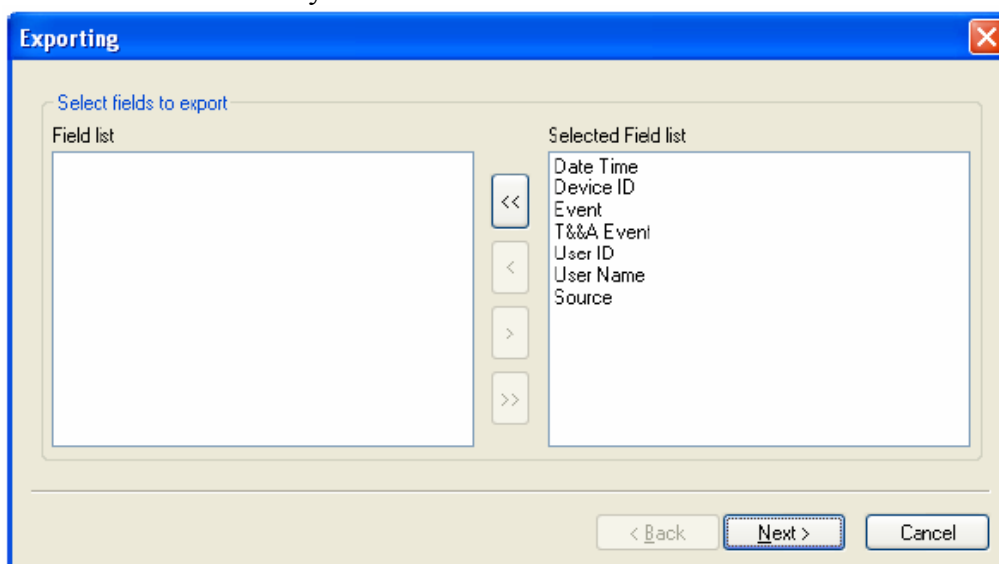 Exporting
Select fields to export
Field list
Selected Field list
Date Time
Device ID
Event
T&&A Event
User ID
User Name
Source
<<
<
>
>>
< Back
Next >
Cancel